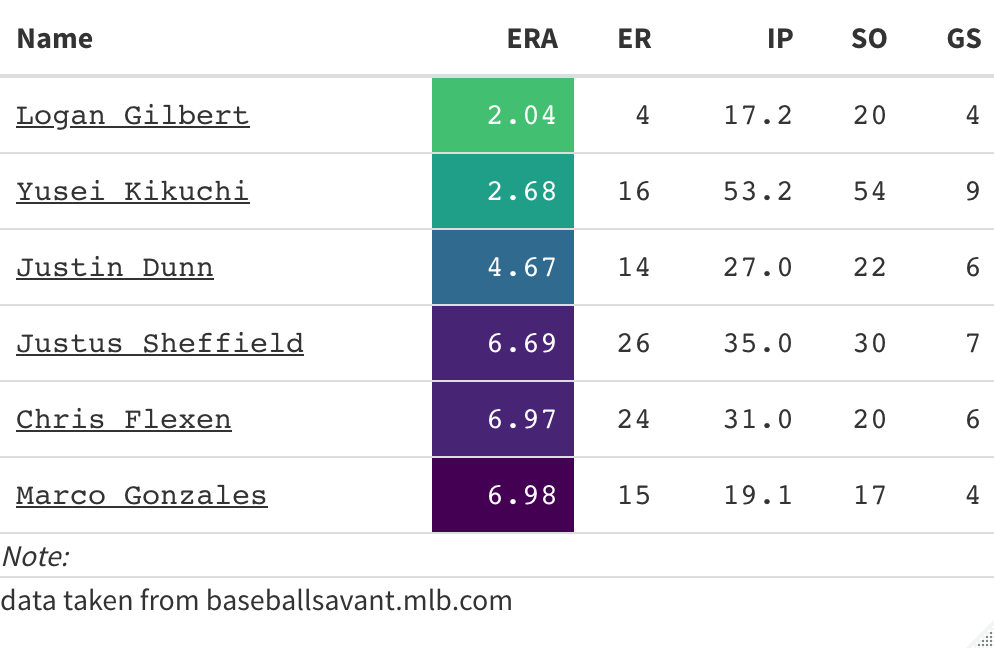 Name ERA ER IP SO GS
Logan Gilbert 2.04 4 17.2 20 4
Yusei Kikuchi 2.68 16 53.2 54 9
Justin Dunn 4.67 14 27.0 22 6
Justus Sheffield 6.69 26 35.0 30 7
Chris Flexen 6.97 24 31.0 20 6
Marco Gonzales 6.98 15 19.1 17 4
Note:
data taken from baseballsavant.mlb.com